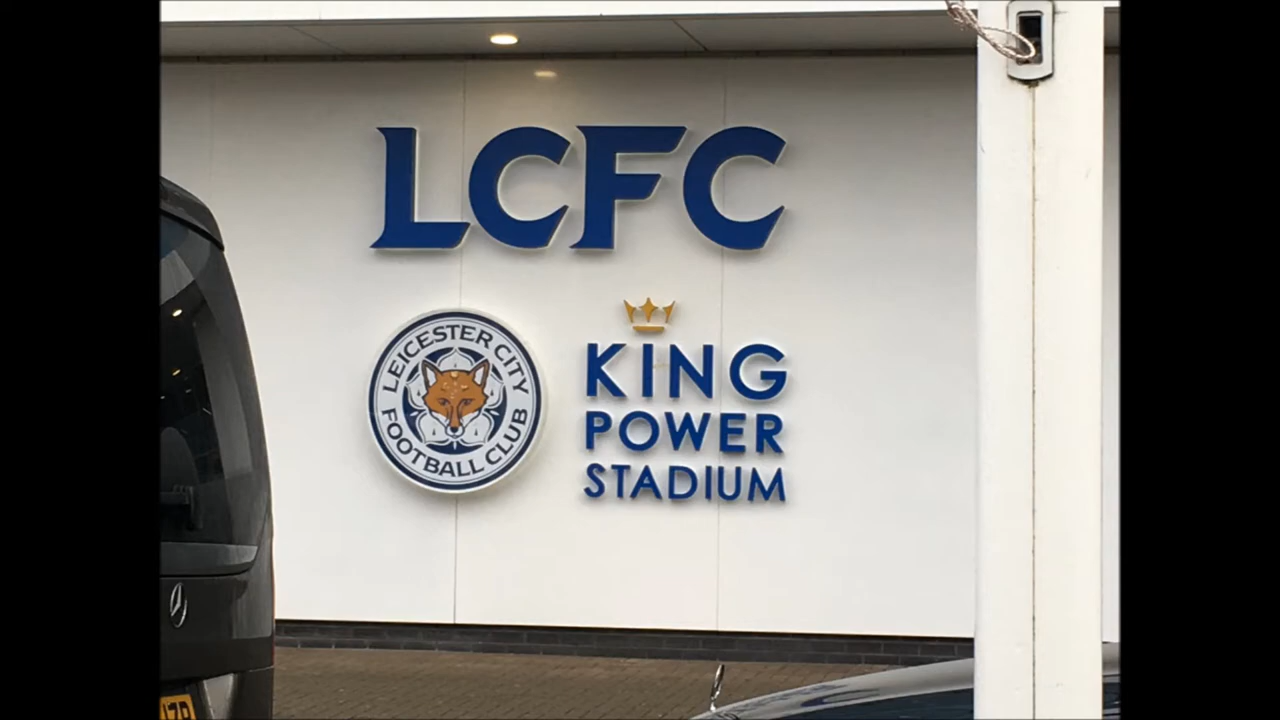 LCFC
LEICESTER CITY
FOOTBALL CLUB
KING
POWER
STADIUM